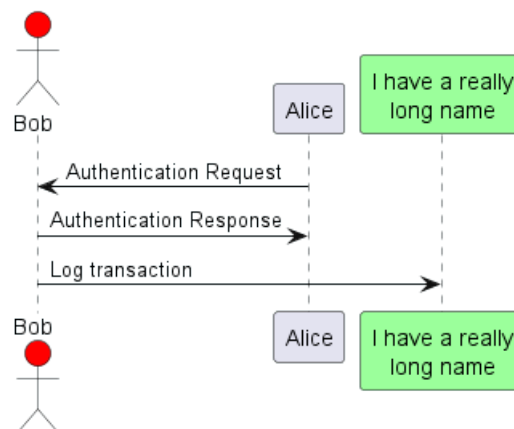 Bob
Alice
I have a really
long name
Authentication Request
Authentication Response
Log transaction
Bob
Alice
I have a really
long name